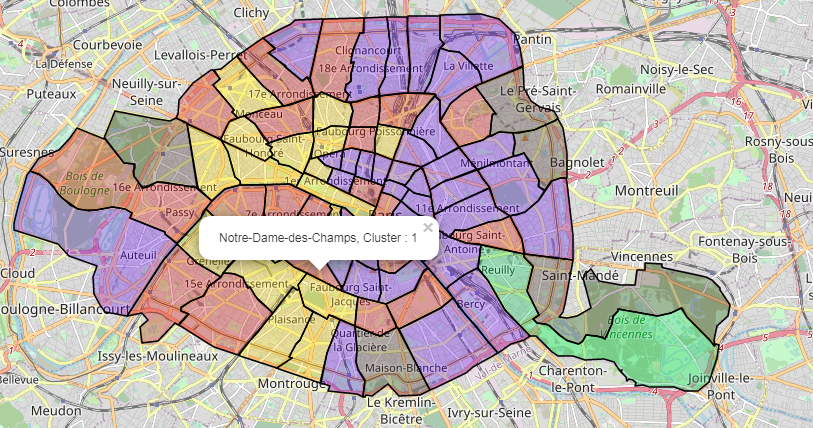 Colombes
Clichy
Courbevoie
La Défense
Levallois-Perret
Pantin
Clignancourt
18e Arrondissement
La Villette
Noisy-le-Sec
Romainville
Puteaux
Neuilly-sur-
Seine
17e Arrondissement
Monceau
Le Pré-Saint-
Gervais
Faubourg Poissonnière
Faubourg Saint-
Honoré
Opéra
Suresnes
Rosny-sous-
Bois
Ménilmontant
Bagnolet
Bois de
Boulogne
16e Arrondissement
1er Arrondissement
Montreuil
Passy
7e Arrondissement
Paris
11e Arrondissement
Notre-Dame-des-Champs, Cluster : 1
×
Faubourg Saint-
Antoine
Fontenay-sous-
Bois
Auteuil
Grenelle
Vincennes
Cloud
Reuilly
Saint-Mandé
15e Arrondissement
Faubourg Saint-
Jacques
Boulogne-Billancourt
Bercy
Plaisance
Bois de
Vincennes
Quartier de
la Glacière
Issy-les-Moulineaux
Maison-Blanche
Val de Marne
Charenton-
le-Pont
Joinville-le-
Pont
Bellevue
Montrouge
Meudon
Le Kremlin-
Bicêtre
Ivry-sur-Seine